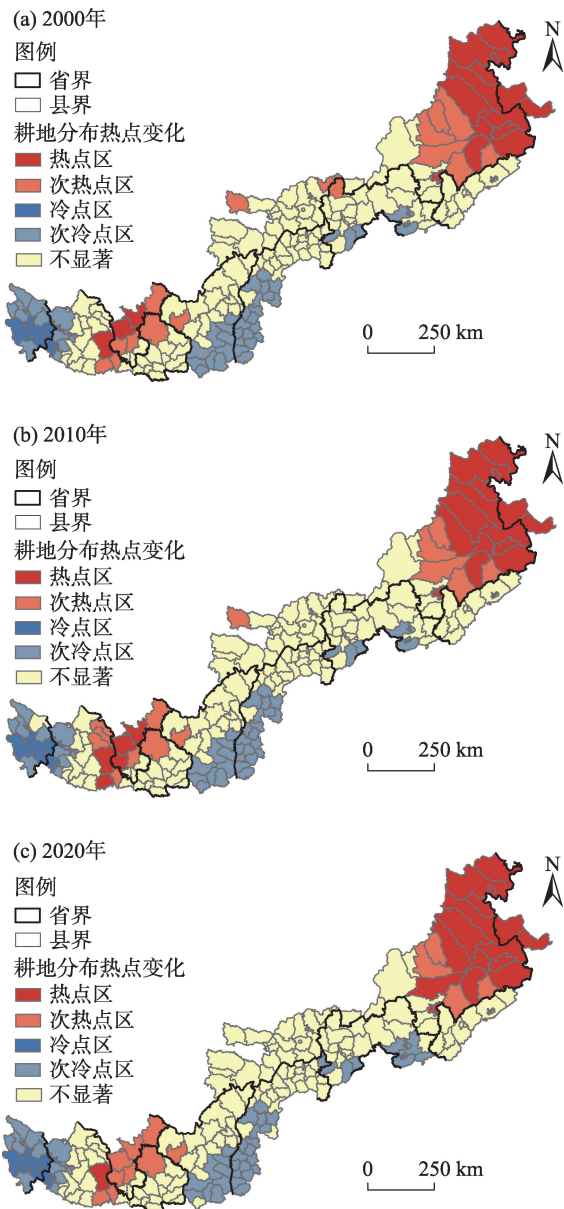 (a) 2000年
N
图例
省界
县界
耕地分布热点变化
热点区
次热点区
冷点区
次冷点区
不显著
0 250 km
(b) 2010年
N
图例
省界
县界
耕地分布热点变化
热点区
次热点区
冷点区
次冷点区
不显著
0 250 km
(c) 2020年
N
图例
省界
县界
耕地分布热点变化
热点区
次热点区
冷点区
次冷点区
不显著
0 250 km